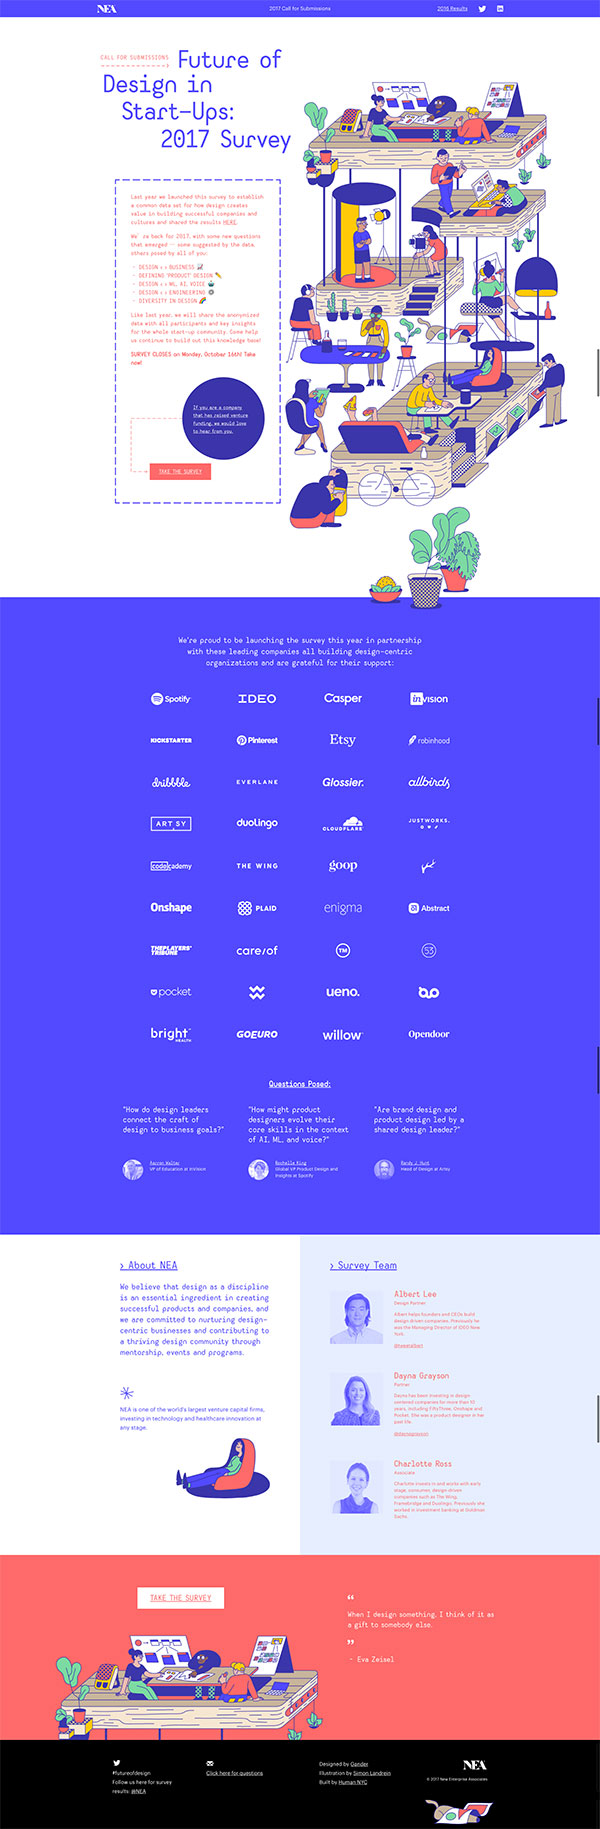 NEA
2017 Call for Submissions
2016 Results
CALL FOR SUBMISSIONS
Future of
Design in
Start-Ups:
2017 Survey
Last year we launched this survey to establish
a common data set for how design creates
value in building successful companies and
cultures and shared the results HERE.
We're back for 2017, with some new questions
that emerged — some suggested by the data,
others posed by all of you:
- DESIGN <> BUSINESS
- DEFINING 'PRODUCT' DESIGN
- DESIGN <> ML, AI, VOICE
- DESIGN <> ENGINEERING
- DIVERSITY IN DESIGN
Like last year, we will share the anonymized
data with all participants and key insights
for the whole start-up community. Come help
us continue to build out this knowledge base!
SURVEY CLOSES on Monday, October 16th! Take
now!
If you are a company
that has raised venture
funding, we would love
to hear from you.
TAKE THE SURVEY
We're proud to be launching the survey this year in partnership
with these leading companies all building design-centric
organizations and are grateful for their support:
Spotify IDEO Casper inVISION
KICKSTARTER Pinterest Etsy robinhood
dribbble EVERLANE Glossier. allbirds
ARTSY duolingo CLOUDFLARE JUSTWORKS.
codecademy THE WING goop
Onshape PLAID enigma Abstract
THE PLAYERS' TRIBUNE care/of TM 53
pocket ueno.
bright HEALTH GOEURO willow Opendoor
Questions Posed:
"How do design leaders
connect the craft of
design to business goals?"
Aarron Walter
VP of Education at InVision
"How might product
designers evolve their
core skills in the context
of AI, ML, and voice?"
Rochelle King
Global VP Product Design and
Insights at Spotify
"Are brand design and
product design led by a
shared design leader?"
Randy J. Hunt
Head of Design at Artsy
> About NEA
We believe that design as a discipline
is an essential ingredient in creating
successful products and companies, and
we are committed to nurturing design-
centric businesses and contributing to
a thriving design community through
mentorship, events and programs.
NEA is one of the world's largest venture capital firms,
investing in technology and healthcare innovation at
any stage.
> Survey Team
Albert Lee
Design Partner
Albert helps founders and CEOs build
design driven companies. Previously he
was the Managing Director of IDEO New
York.
@tweetalbert
Dayna Grayson
Partner
Dayna has been investing in design
centered companies for more than 10
years, including FiftyThree, Onshape and
Pocket. She was a product designer in her
past life.
@daynagrayson
Charlotte Ross
Associate
Charlotte invests in and works with early
stage, consumer, design driven
companies such as The Wing,
Framebridge and Duolingo. Previously she
worked in investment banking at Goldman
Sachs.
TAKE THE SURVEY
“
When I design something, I think of it as
a gift to somebody else.
”
- Eva Zeisel
#futureofdesign
Follow us here for survey
results: @NEA
Click here for questions
Designed by Gander
Illustration by Simon Landrein
Built by Human NYC
NEA
© 2017 New Enterprise Associates